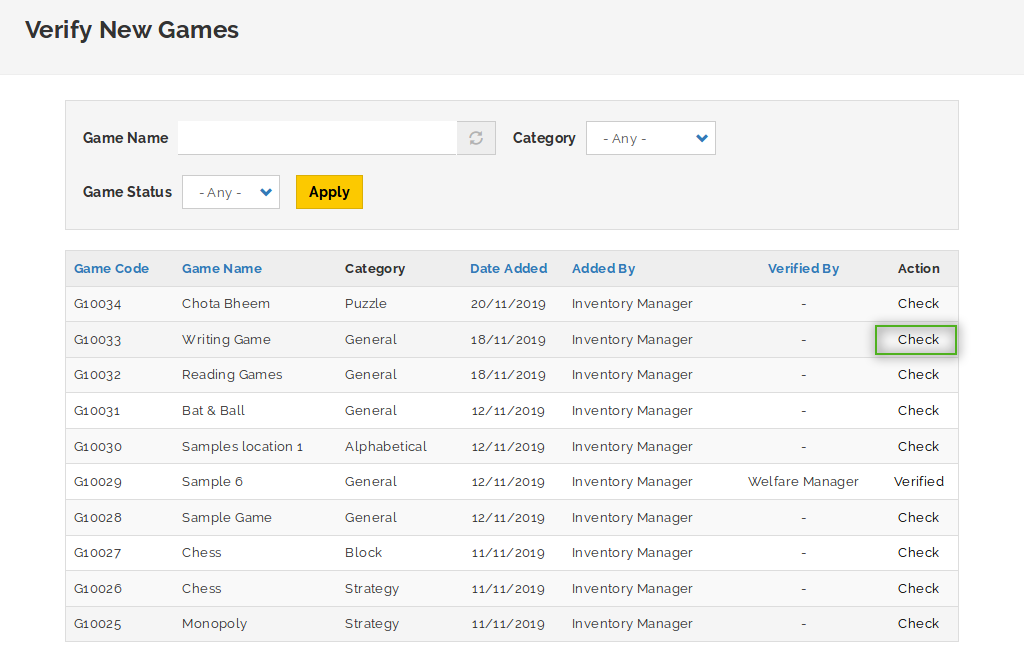 Verify New Games
Game Name Category - Any -
Game Status - Any - Apply
Game Code Game Name Category Date Added Added By Verified By Action
G10034 Chota Bheem Puzzle 20/11/2019 Inventory Manager - Check
G10033 Writing Game General 18/11/2019 Inventory Manager - Check
G10032 Reading Games General 18/11/2019 Inventory Manager - Check
G10031 Bat & Ball General 12/11/2019 Inventory Manager - Check
G10030 Samples location 1 Alphabetical 12/11/2019 Inventory Manager - Check
G10029 Sample 6 General 12/11/2019 Inventory Manager Welfare Manager Verified
G10028 Sample Game General 12/11/2019 Inventory Manager - Check
G10027 Chess Block 11/11/2019 Inventory Manager - Check
G10026 Chess Strategy 11/11/2019 Inventory Manager - Check
G10025 Monopoly Strategy 11/11/2019 Inventory Manager - Check